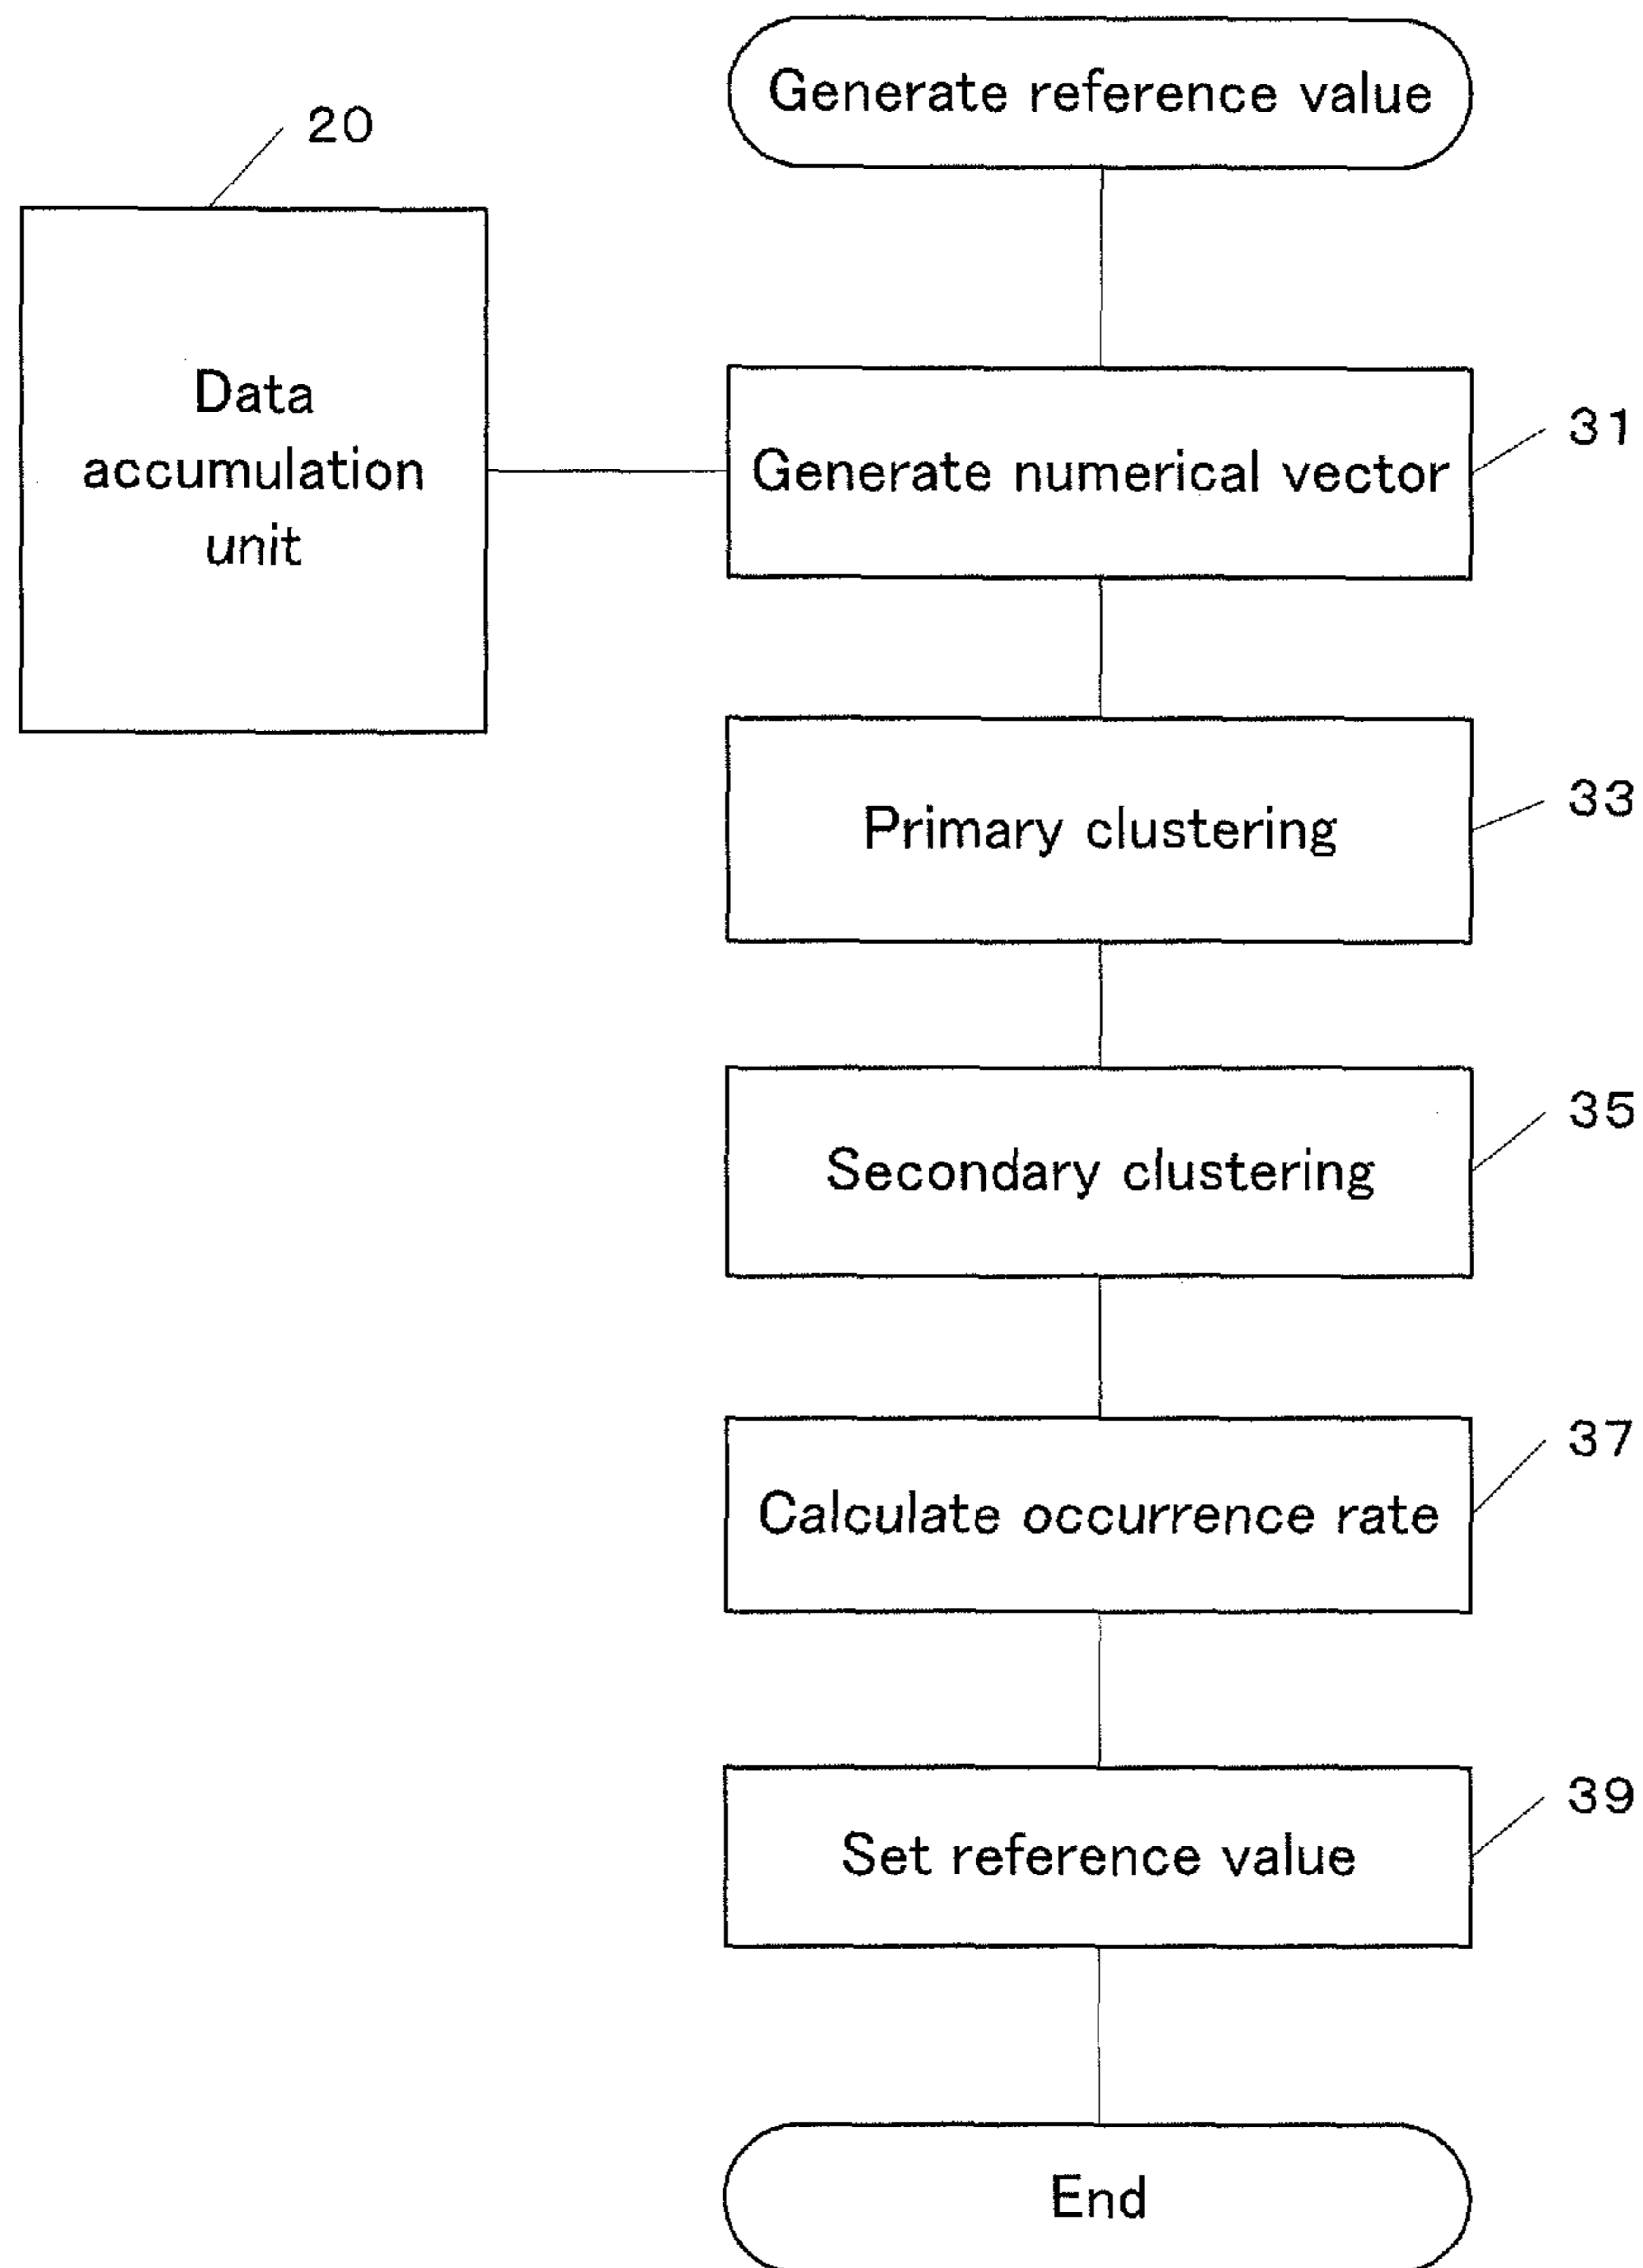 Generate reference value
20
Data
accumulation
unit
Generate numerical vector
31
Primary clustering
33
Secondary clustering
35
Calculate occurrence rate
37
Set reference value
39
End